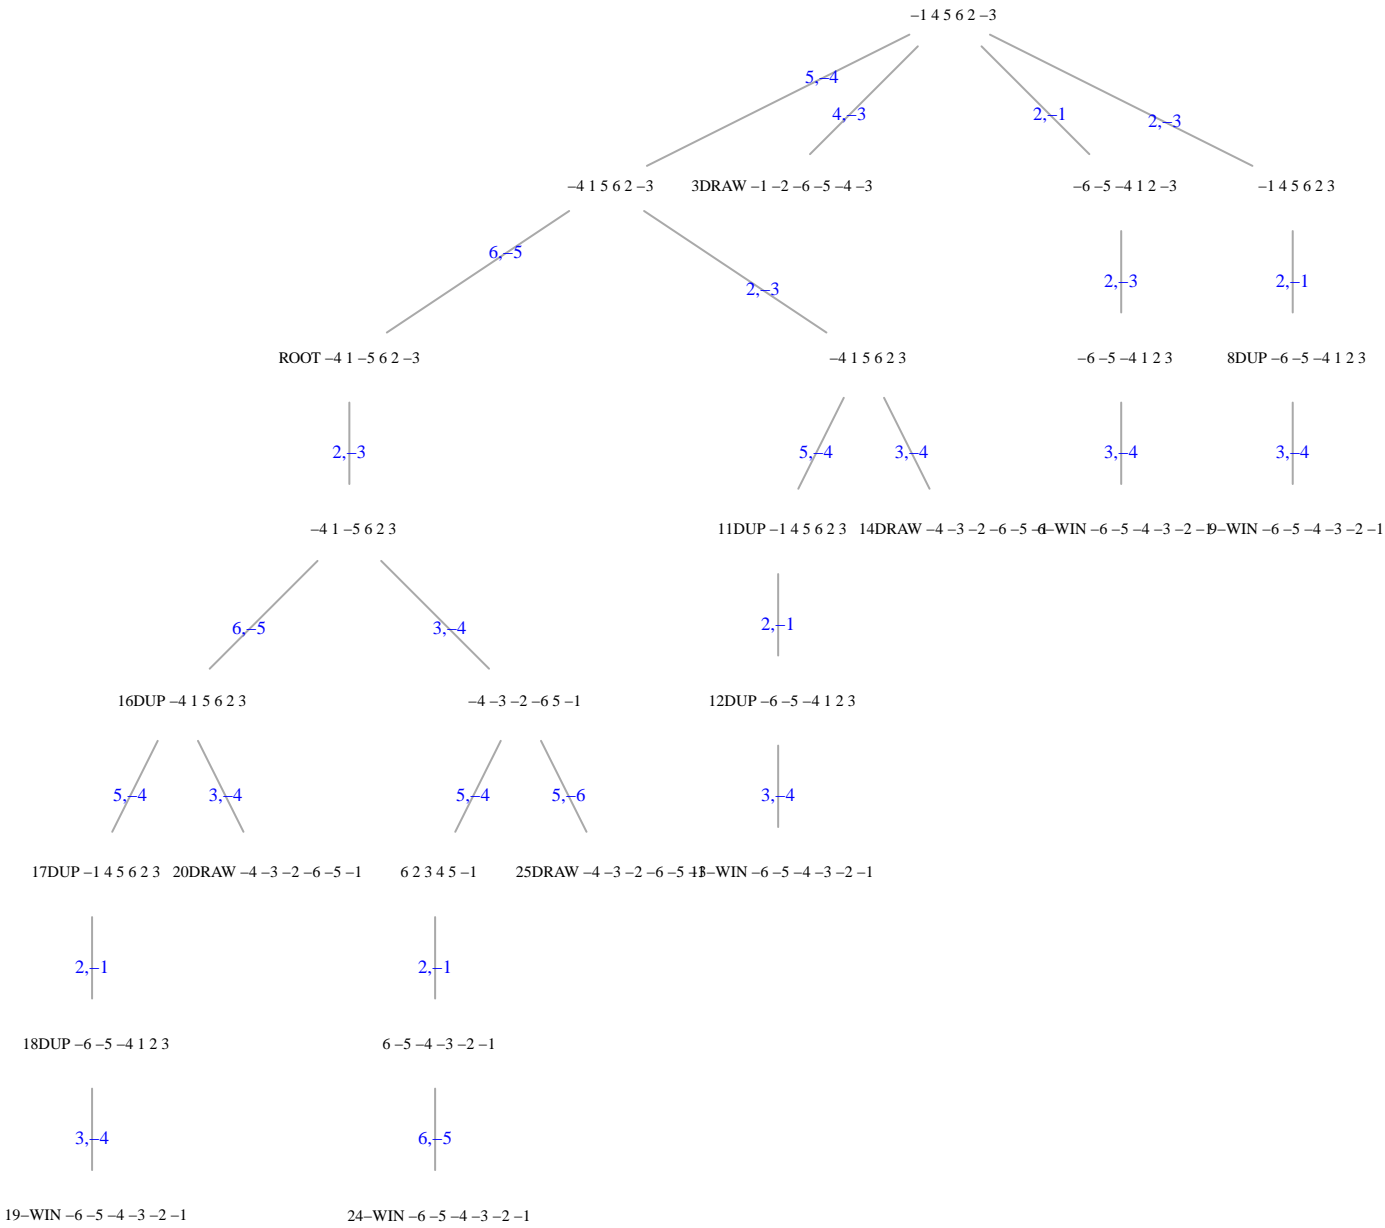 –1 4 5 6 2 –3
5,–4
4,–3
2,–1
2,–3
–4 1 5 6 2 –3
3DRAW –1 –2 –6 –5 –4 –3
–6 –5 –4 1 2 –3
–1 4 5 6 2 3
6,–5
2,–3
2,–3
2,–1
ROOT –4 1 –5 6 2 –3
–4 1 5 6 2 3
–6 –5 –4 1 2 3
8DUP –6 –5 –4 1 2 3
2,–3
5,–4
3,–4
3,–4
3,–4
–4 1 –5 6 2 3
11DUP –1 4 5 6 2 3
14DRAW –4 –3 –2 –6 –5
–WIN –6 –5 –4 –3 –2 –1
9–WIN –6 –5 –4 –3 –2 –1
6,–5
3,–4
2,–1
16DUP –4 1 5 6 2 3
–4 –3 –2 –6 5 –1
12DUP –6 –5 –4 1 2 3
5,–4
3,–4
5,–4
5,–6
3,–4
17DUP –1 4 5 6 2 3
20DRAW –4 –3 –2 –6 –5 –1
6 2 3 4 5 –1
25DRAW –4 –3 –2 –6 –5
–WIN –6 –5 –4 –3 –2 –1
2,–1
2,–1
18DUP –6 –5 –4 1 2 3
6 –5 –4 –3 –2 –1
3,–4
6,–5
19–WIN –6 –5 –4 –3 –2 –1
24–WIN –6 –5 –4 –3 –2 –1